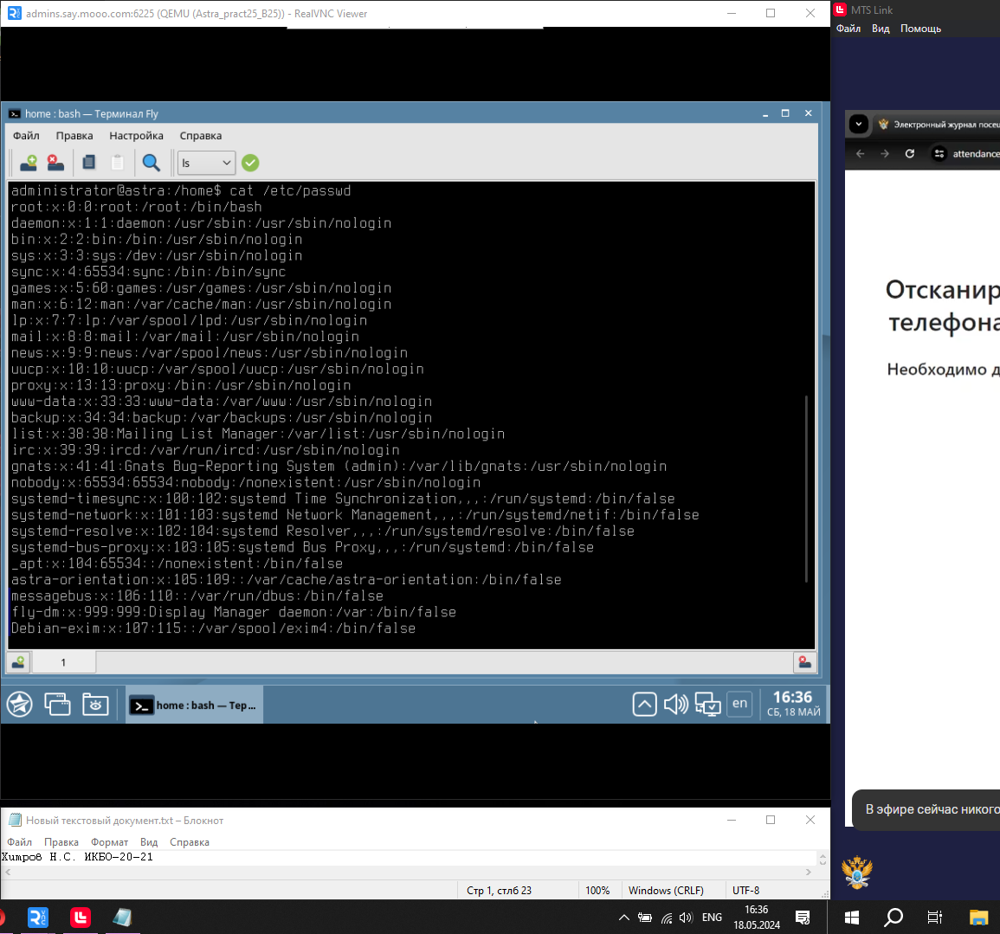 admins.say.mooo.com:6225 (QEMU (Astra_pract25_B25)) - RealVNC Viewer
home : bash — Терминал Fly
Файл Правка Настройка Справка
ls
administrator@astra:/home$ cat /etc/passwd
root:x:0:0:root:/root:/bin/bash
daemon:x:1:1:daemon:/usr/sbin:/usr/sbin/nologin
bin:x:2:2:bin:/bin:/usr/sbin/nologin
sys:x:3:3:sys:/dev:/usr/sbin/nologin
sync:x:4:65534:sync:/bin:/bin/sync
games:x:5:60:games:/usr/games:/usr/sbin/nologin
man:x:6:12:man:/var/cache/man:/usr/sbin/nologin
lp:x:7:7:lp:/var/spool/lpd:/usr/sbin/nologin
mail:x:8:8:mail:/var/mail:/usr/sbin/nologin
news:x:9:9:news:/var/spool/news:/usr/sbin/nologin
uucp:x:10:10:uucp:/var/spool/uucp:/usr/sbin/nologin
proxy:x:13:13:proxy:/bin:/usr/sbin/nologin
www-data:x:33:33:www-data:/var/www:/usr/sbin/nologin
backup:x:34:34:backup:/var/backups:/usr/sbin/nologin
list:x:38:38:Mailing List Manager:/var/list:/usr/sbin/nologin
irc:x:39:39:ircd:/var/run/ircd:/usr/sbin/nologin
gnats:x:41:41:Gnats Bug-Reporting System (admin):/var/lib/gnats:/usr/sbin/nologin
nobody:x:65534:65534:nobody:/nonexistent:/usr/sbin/nologin
systemd-timesync:x:100:102:systemd Time Synchronization,,,:/run/systemd:/bin/false
systemd-network:x:101:103:systemd Network Management,,,:/run/systemd/netif:/bin/false
systemd-resolve:x:102:104:systemd Resolver,,,:/run/systemd/resolve:/bin/false
systemd-bus-proxy:x:103:105:systemd Bus Proxy,,,:/run/systemd:/bin/false
_apt:x:104:65534::/nonexistent:/bin/false
astra-orientation:x:105:109::/var/cache/astra-orientation:/bin/false
messagebus:x:106:110::/var/run/dbus:/bin/false
fly-dm:x:999:999:Display Manager daemon:/var:/bin/false
Debian-exim:x:107:115::/var/spool/exim4:/bin/false
1
home : bash — Тер...
en
16:36
СБ, 18 МАЙ
Новый текстовый документ.txt – Блокнот
Файл Правка Формат Вид Справка
Хитров Н.С. ИКБО-20-21
Стр 1, стлб 23 100% Windows (CRLF) UTF-8
ENG
16:36
18.05.2024
MTS Link
Файл Вид Помощь
Электронный журнал посещ
attendance
Отсканир
телефона
Необходимо д
В эфире сейчас никого